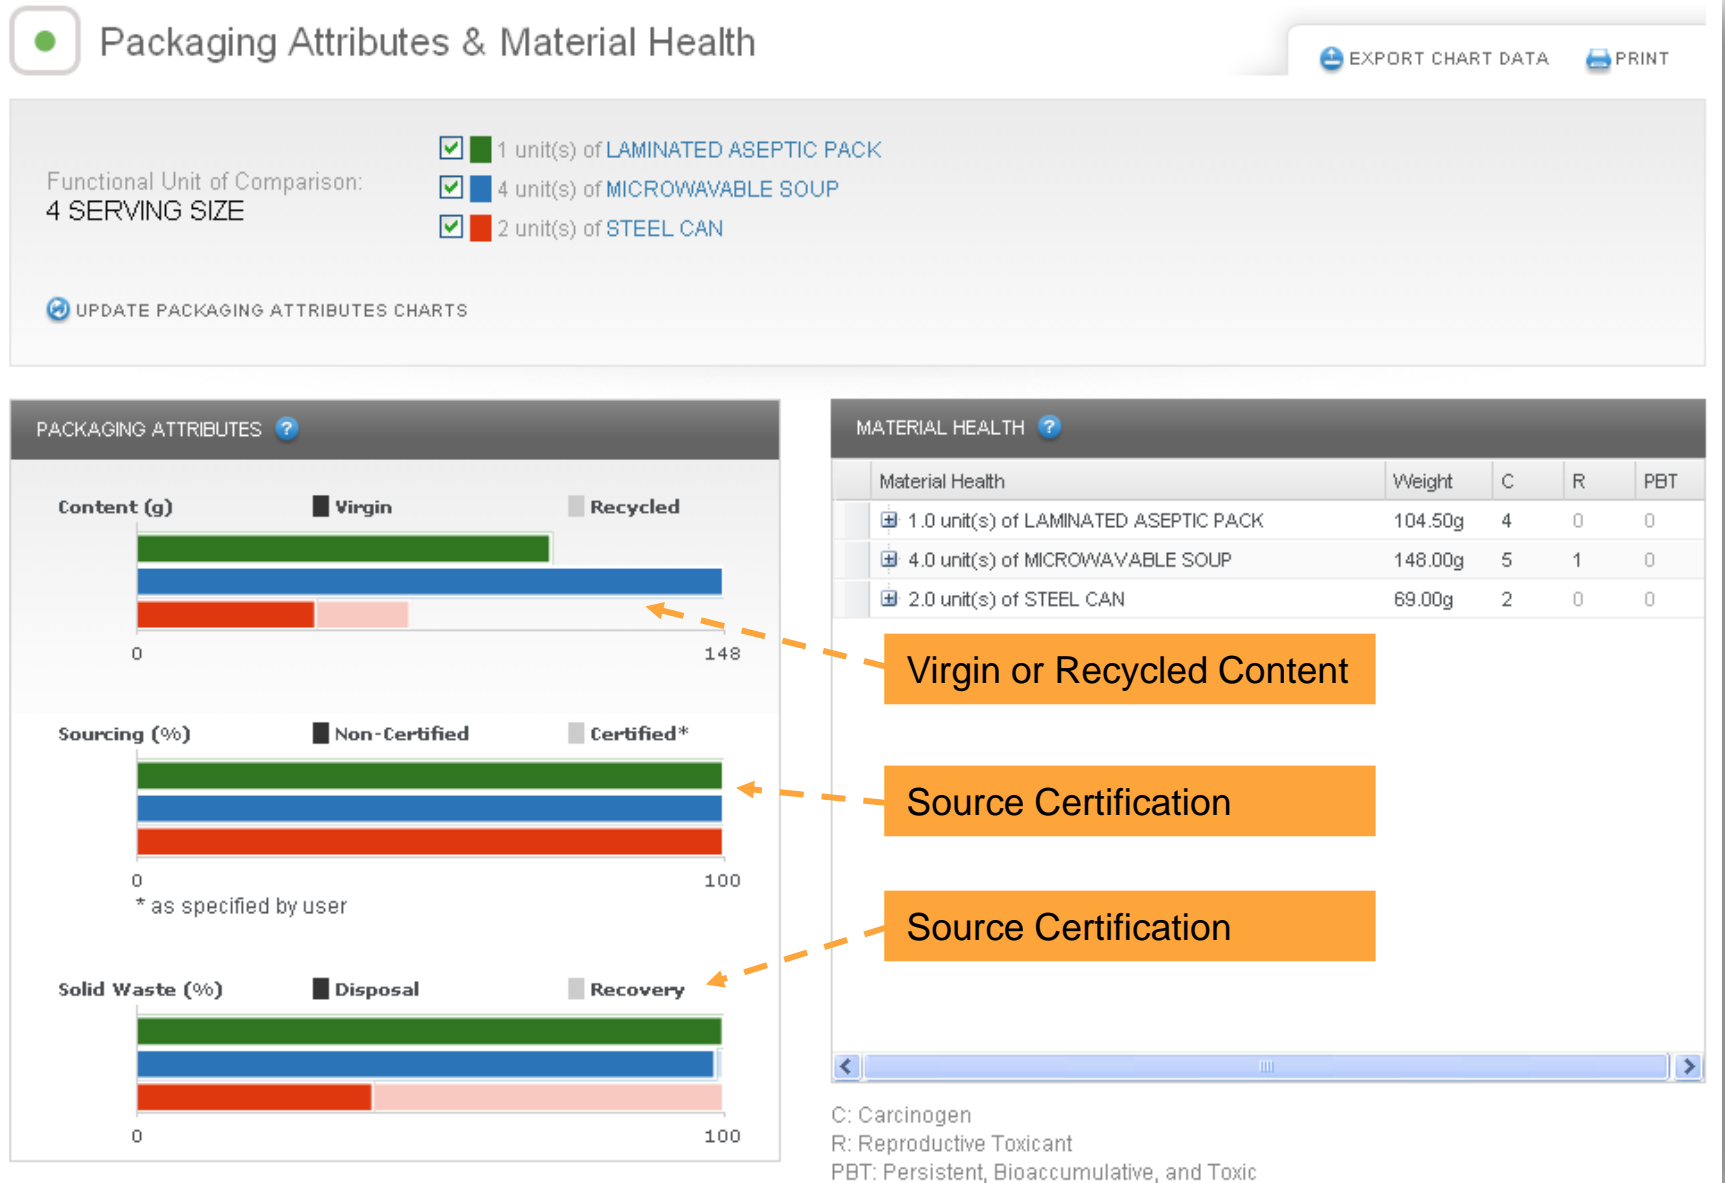 Packaging Attributes & Material Health
EXPORT CHART DATA PRINT
Functional Unit of Comparison:
4 SERVING SIZE
1 unit(s) of LAMINATED ASEPTIC PACK
4 unit(s) of MICROWAVABLE SOUP
2 unit(s) of STEEL CAN
UPDATE PACKAGING ATTRIBUTES CHARTS
PACKAGING ATTRIBUTES ?
Content (g) Virgin Recycled
0 148
Sourcing (%) Non-Certified Certified*
0 100
* as specified by user
Solid Waste (%) Disposal Recovery
0 100
MATERIAL HEALTH ?
Material Health Weight C R PBT
1.0 unit(s) of LAMINATED ASEPTIC PACK 104.50g 4 0 0
4.0 unit(s) of MICROWAVABLE SOUP 148.00g 5 1 0
2.0 unit(s) of STEEL CAN 69.00g 2 0 0
Virgin or Recycled Content
Source Certification
Source Certification
C: Carcinogen
R: Reproductive Toxicant
PBT: Persistent, Bioaccumulative, and Toxic